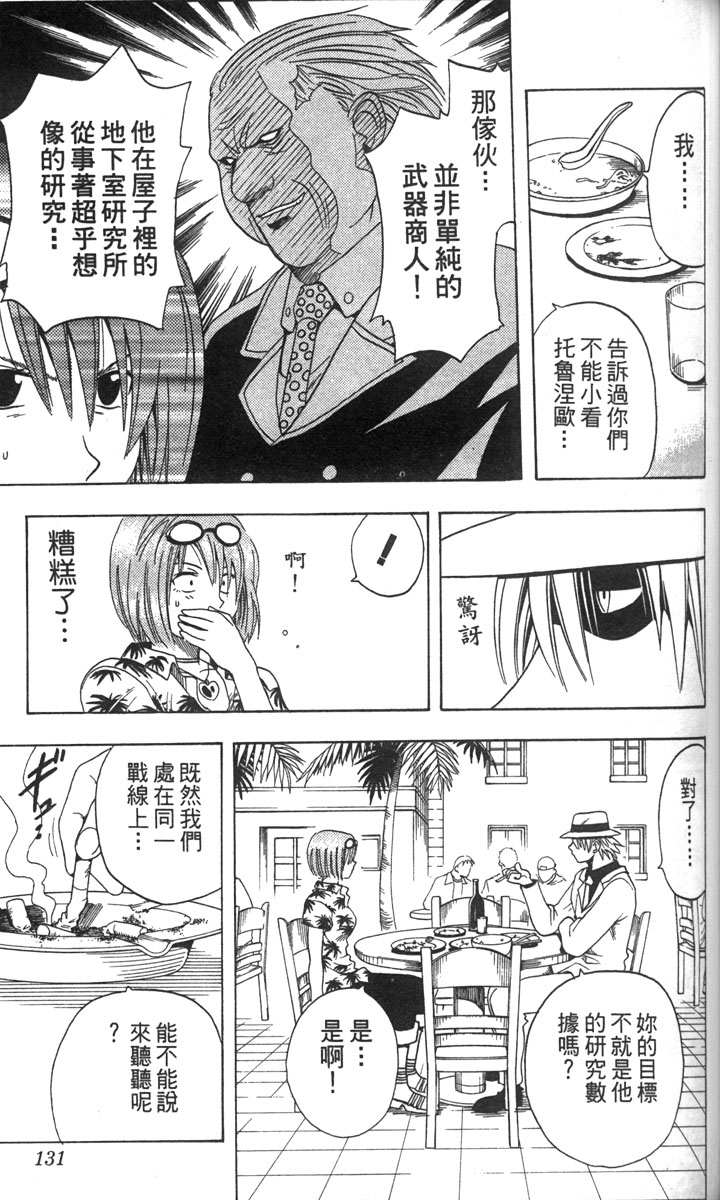 我……
告訴過你們
不能小看
托魯涅歐…
那傢伙…
並非單純的
武器商人！
他在屋子裡的
地下室研究所
從事著超乎想
像的研究…
驚訝
！
啊！
糟糕了…
對了……
妳的目標
不就是他
的研究數
據嗎？
是…
是啊！
既然我們
處在同一
戰線上…
ギュ
能不能說
來聽聽呢
？
131